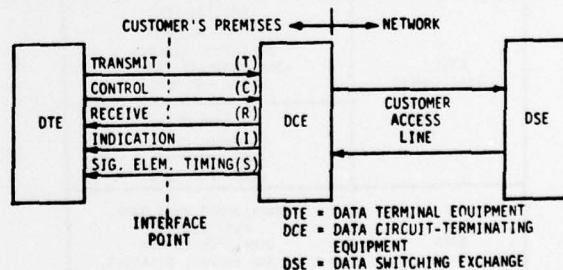 CUSTOMER'S PREMISES
NETWORK
TRANSMIT (T)
CONTROL (C)
RECEIVE (R)
INDICATION (I)
SIG. ELEM. TIMING(S)
DTE
DCE
CUSTOMER
ACCESS
LINE
DSE
INTERFACE
POINT
DTE = DATA TERMINAL EQUIPMENT
DCE = DATA CIRCUIT-TERMINATING
EQUIPMENT
DSE = DATA SWITCHING EXCHANGE